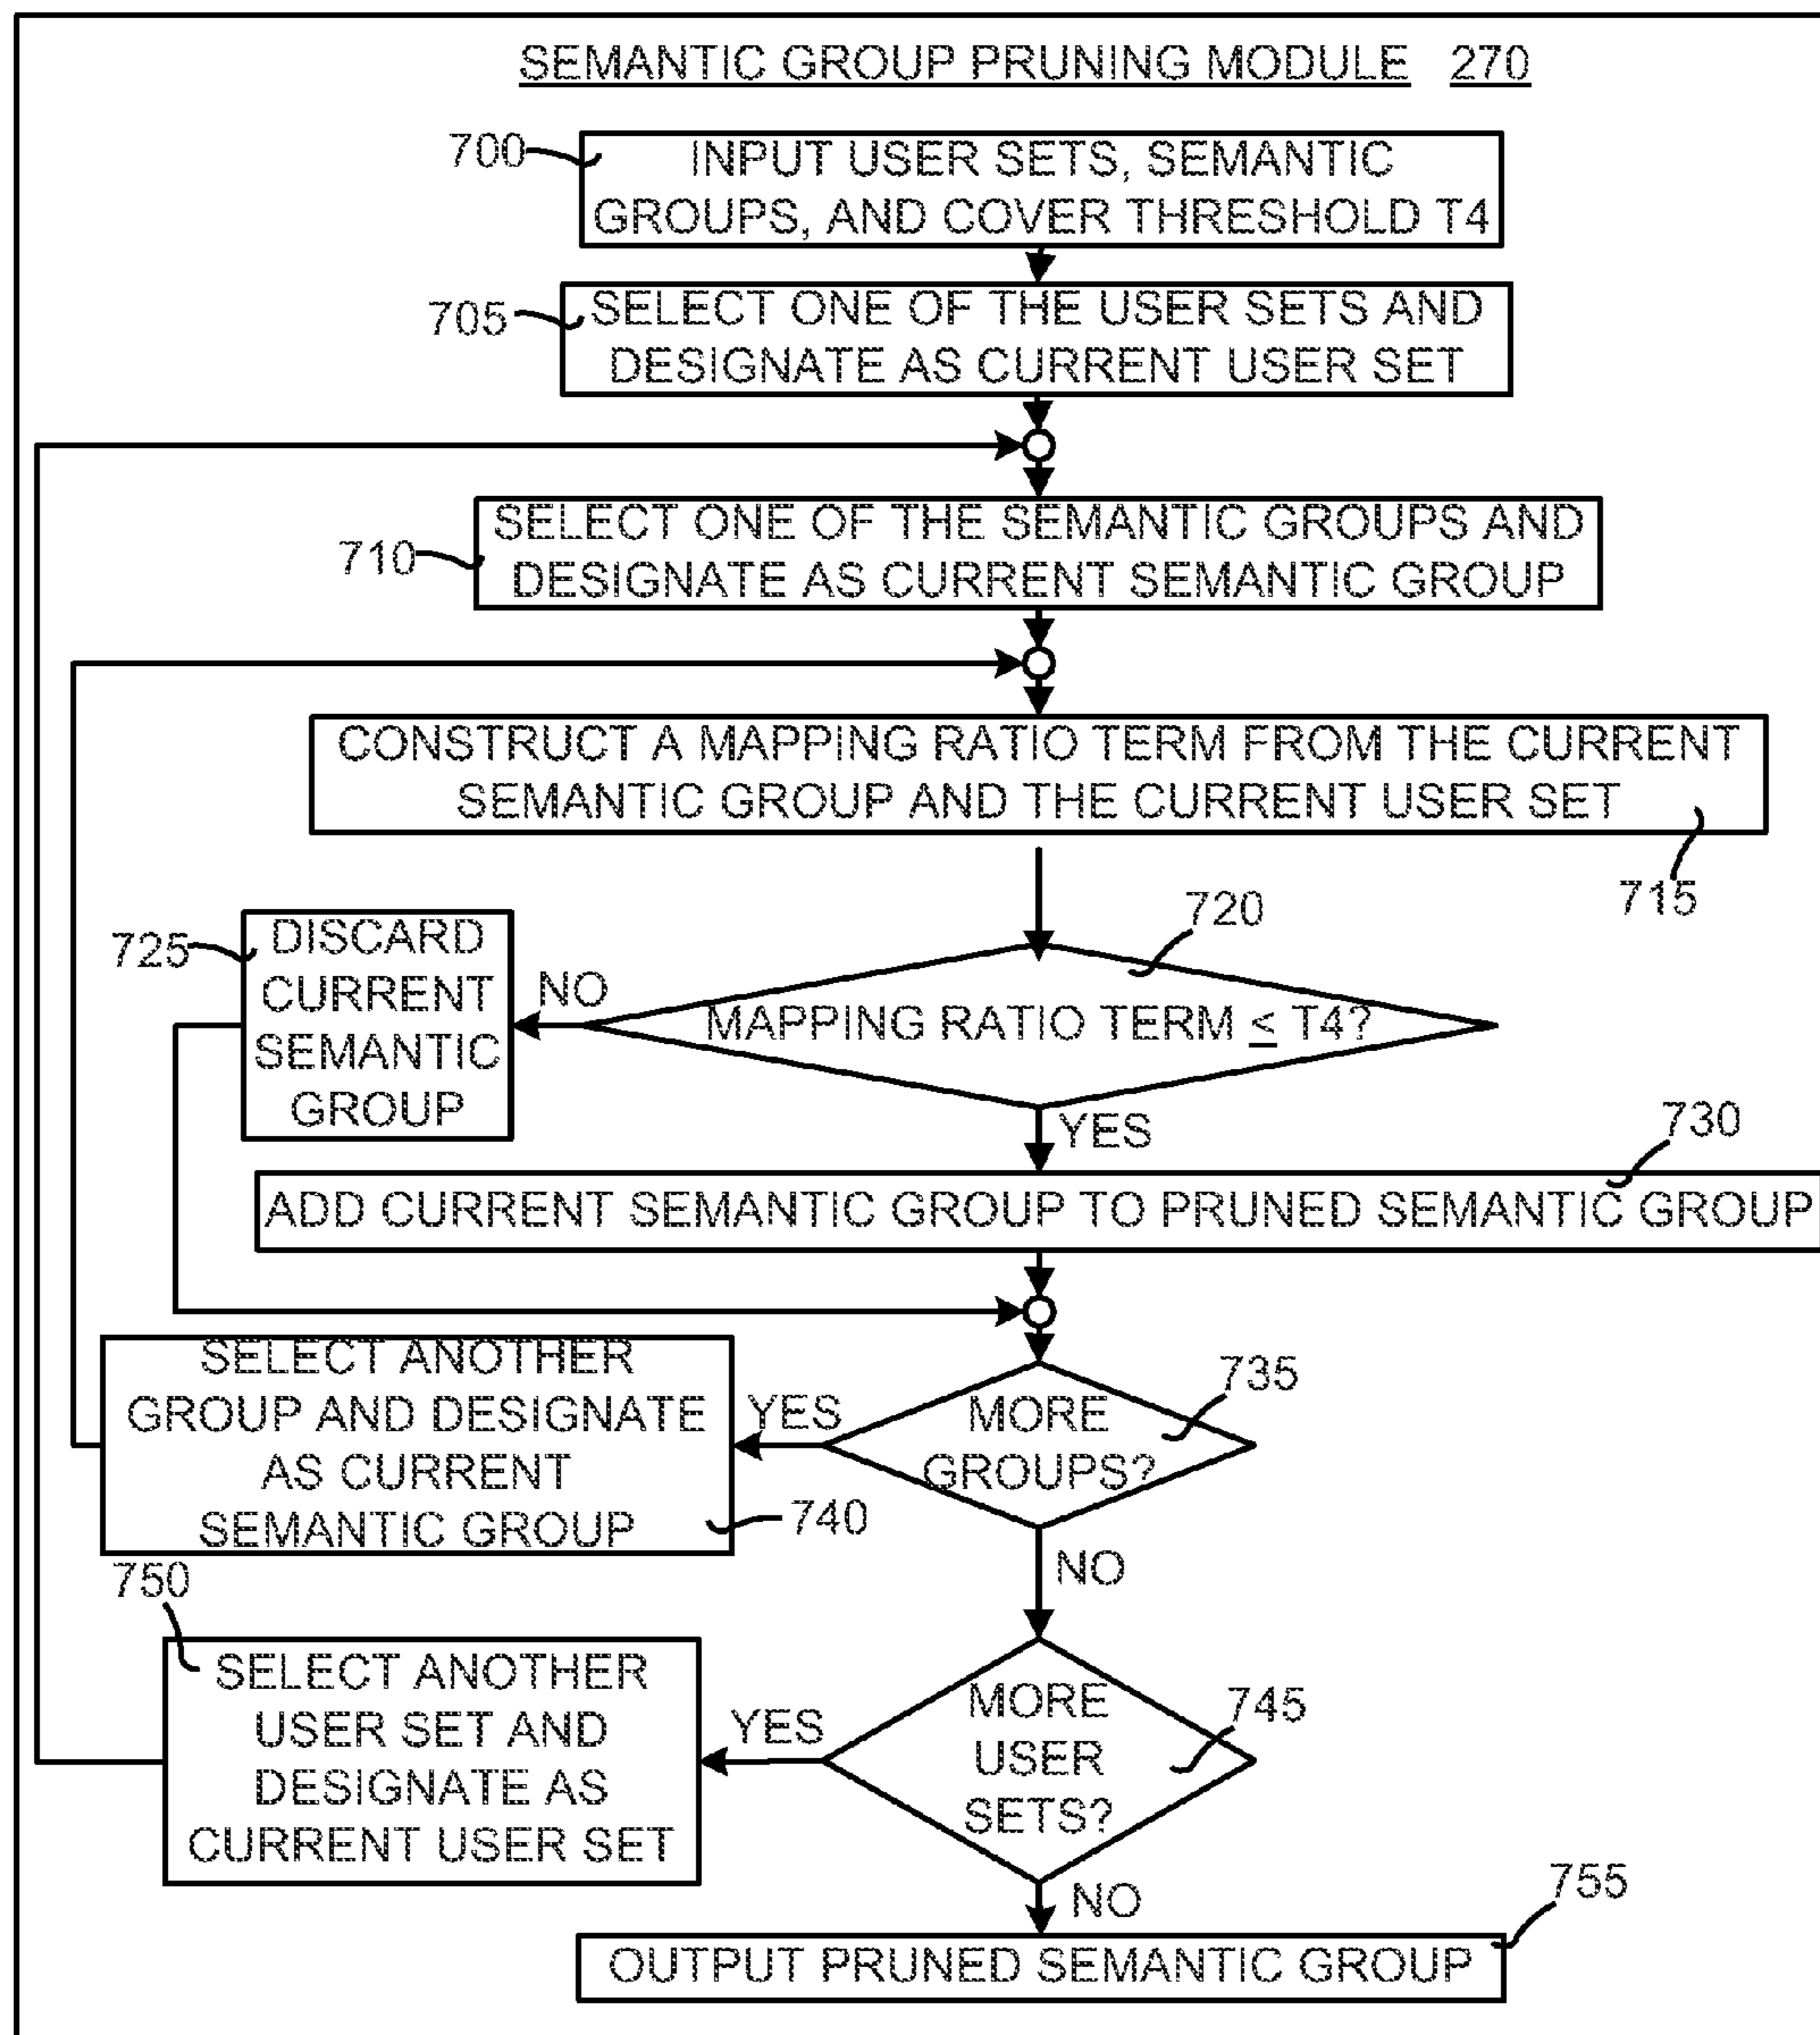 SEMANTIC GROUP PRUNING MODULE 270
700
INPUT USER SETS, SEMANTIC
GROUPS, AND COVER THRESHOLD T4
705
SELECT ONE OF THE USER SETS AND
DESIGNATE AS CURRENT USER SET
710
SELECT ONE OF THE SEMANTIC GROUPS AND
DESIGNATE AS CURRENT SEMANTIC GROUP
CONSTRUCT A MAPPING RATIO TERM FROM THE CURRENT
SEMANTIC GROUP AND THE CURRENT USER SET
715
720
MAPPING RATIO TERM ≤ T4?
NO
725
DISCARD
CURRENT
SEMANTIC
GROUP
YES
730
ADD CURRENT SEMANTIC GROUP TO PRUNED SEMANTIC GROUP
735
MORE
GROUPS?
YES
SELECT ANOTHER
GROUP AND DESIGNATE
AS CURRENT
SEMANTIC GROUP
740
NO
745
MORE
USER
SETS?
YES
750
SELECT ANOTHER
USER SET AND
DESIGNATE AS
CURRENT USER SET
NO
755
OUTPUT PRUNED SEMANTIC GROUP